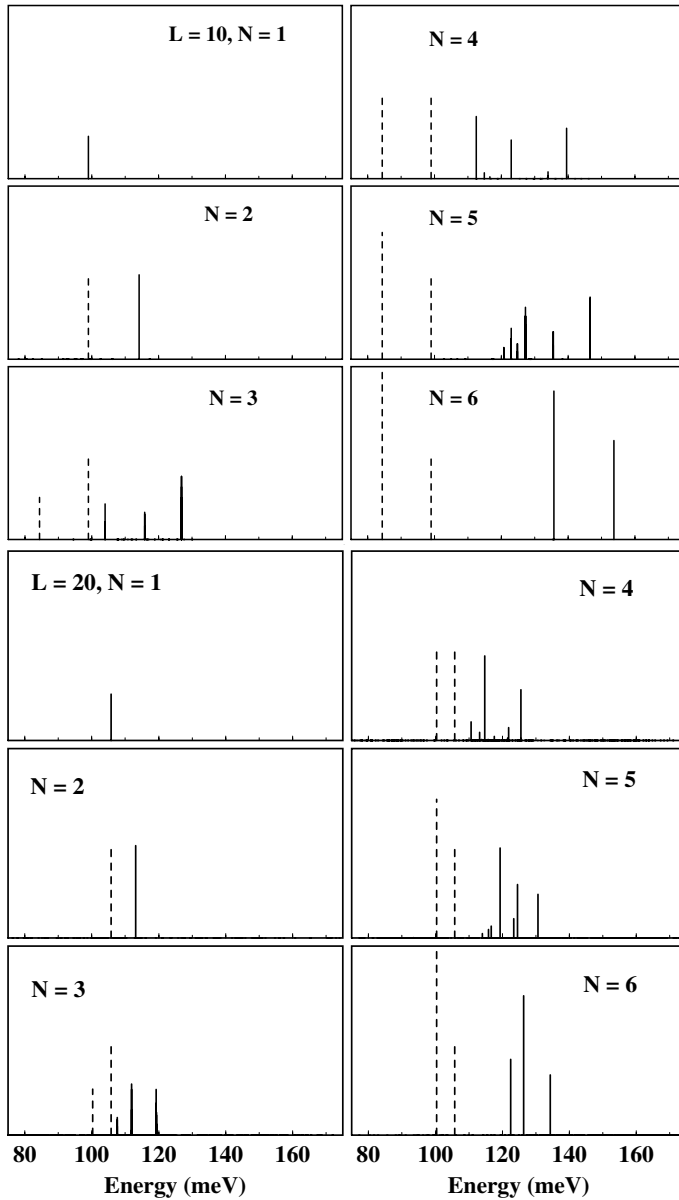 L = 10, N = 1
N = 4
N = 2
N = 5
N = 3
N = 6
L = 20, N = 1
N = 4
N = 2
N = 5
N = 3
N = 6
80 100 120 140 160
80 100 120 140 160
Energy (meV)
Energy (meV)